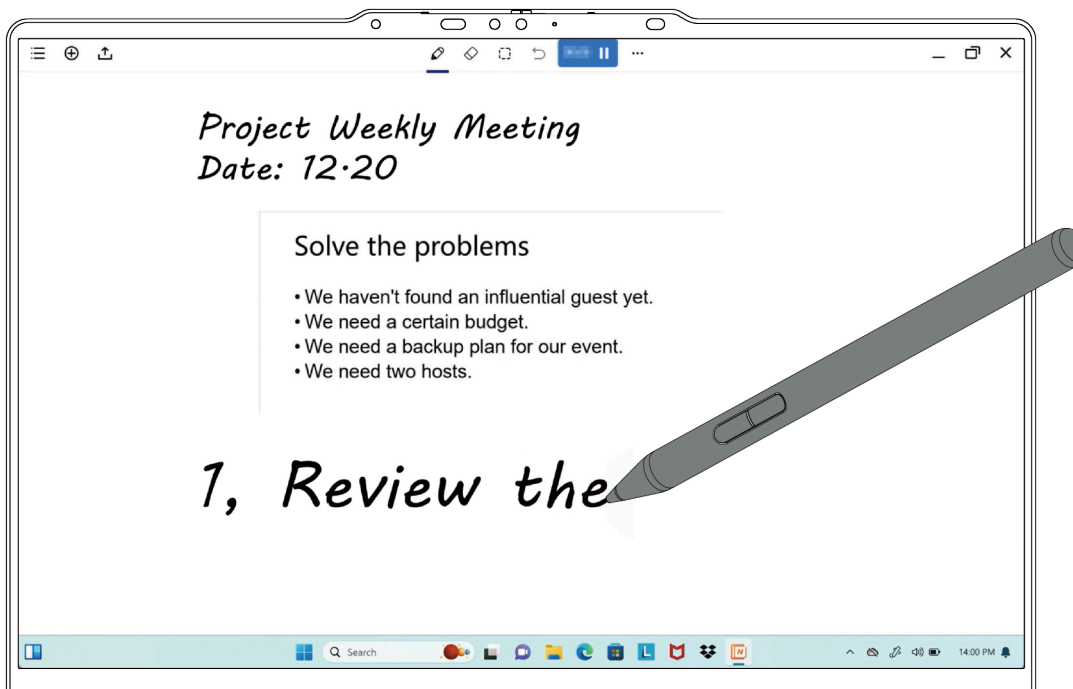 Project Weekly Meeting
Date: 12·20
Solve the problems
• We haven't found an influential guest yet.
• We need a certain budget.
• We need a backup plan for our event.
• We need two hosts.
1, Review the
Search
L
N
14:00 PM